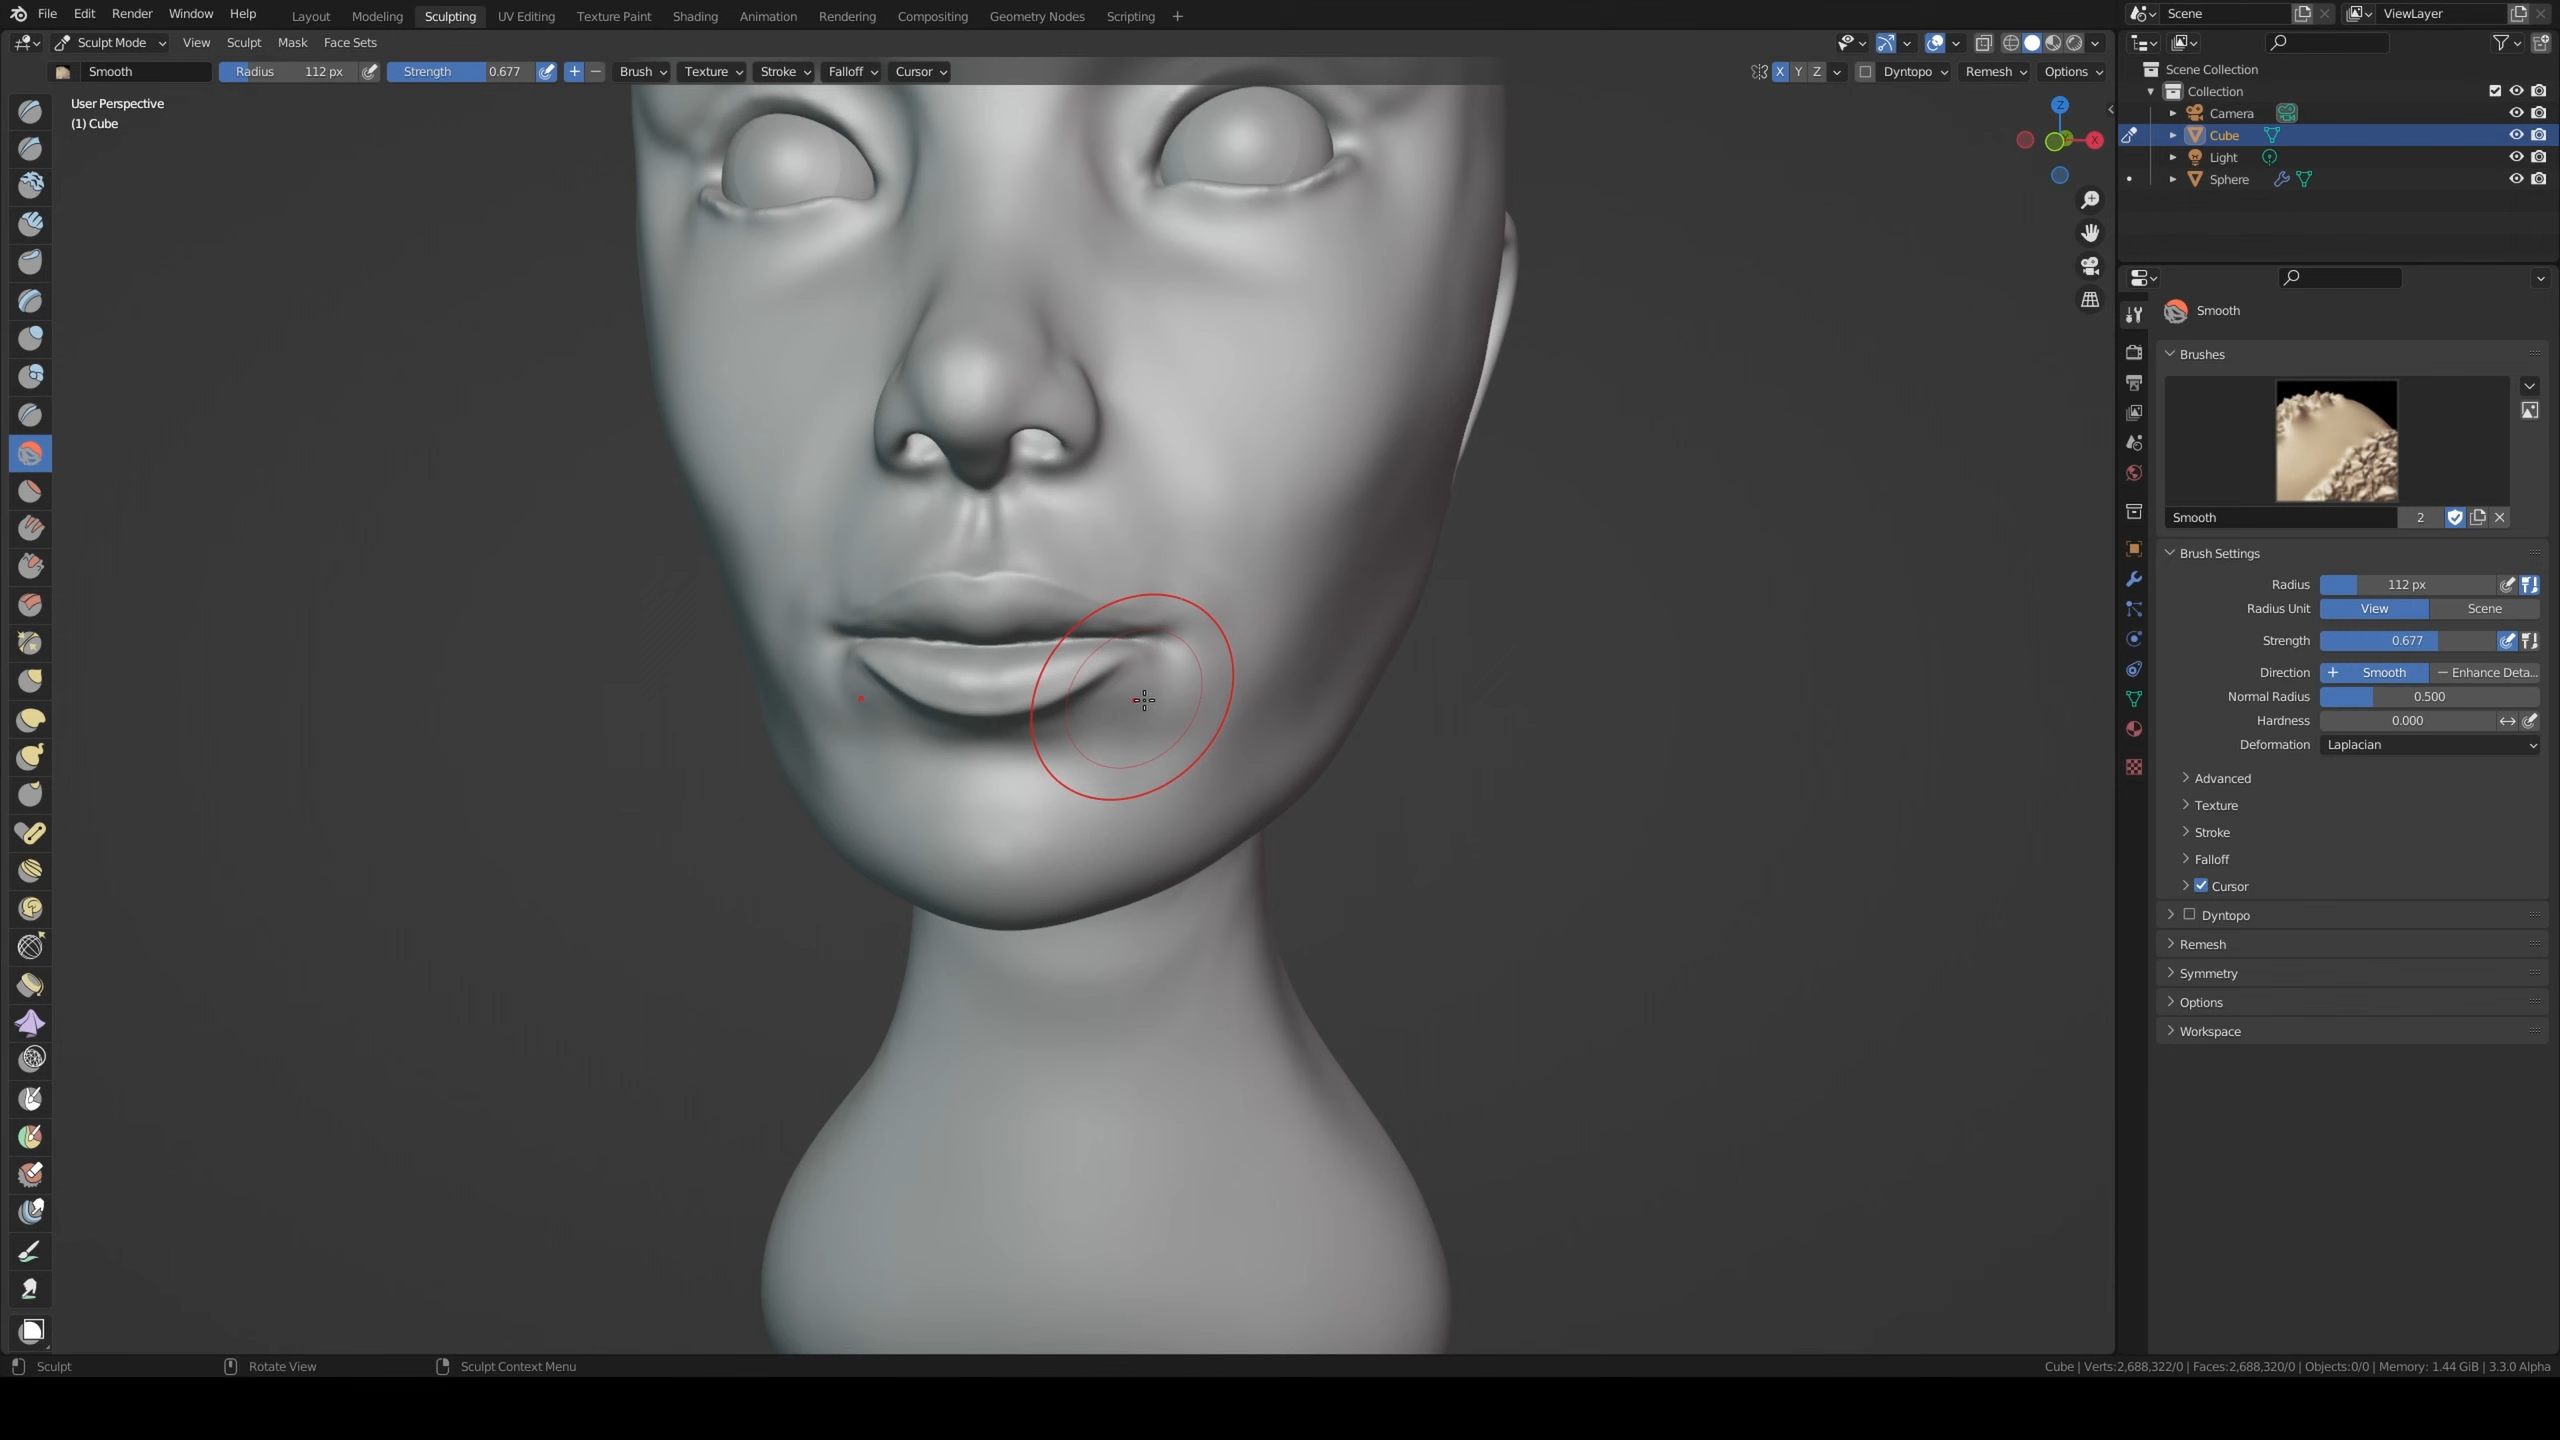 File Edit Render Window Help Layout Modeling Sculpting UV Editing Texture Paint Shading Animation Rendering Compositing Geometry Nodes Scripting + Scene ViewLayer
Sculpt Mode View Sculpt Mask Face Sets
Smooth Radius 112 px Strength 0.677 + − Brush Texture Stroke Falloff Cursor X Y Z Dyntopo Remesh Options
User Perspective
(1) Cube
Z
X
Scene Collection
Collection
Camera
Cube
Light
Sphere
Smooth
Brushes
Smooth 2
Brush Settings
Radius 112 px
Radius Unit View Scene
Strength 0.677
Direction + Smooth − Enhance Deta...
Normal Radius 0.500
Hardness 0.000
Deformation Laplacian
Advanced
Texture
Stroke
Falloff
Cursor
Dyntopo
Remesh
Symmetry
Options
Workspace
Sculpt Rotate View Sculpt Context Menu Cube | Verts:2,688,322/0 | Faces:2,688,320/0 | Objects:0/0 | Memory: 1.44 GiB | 3.3.0 Alpha